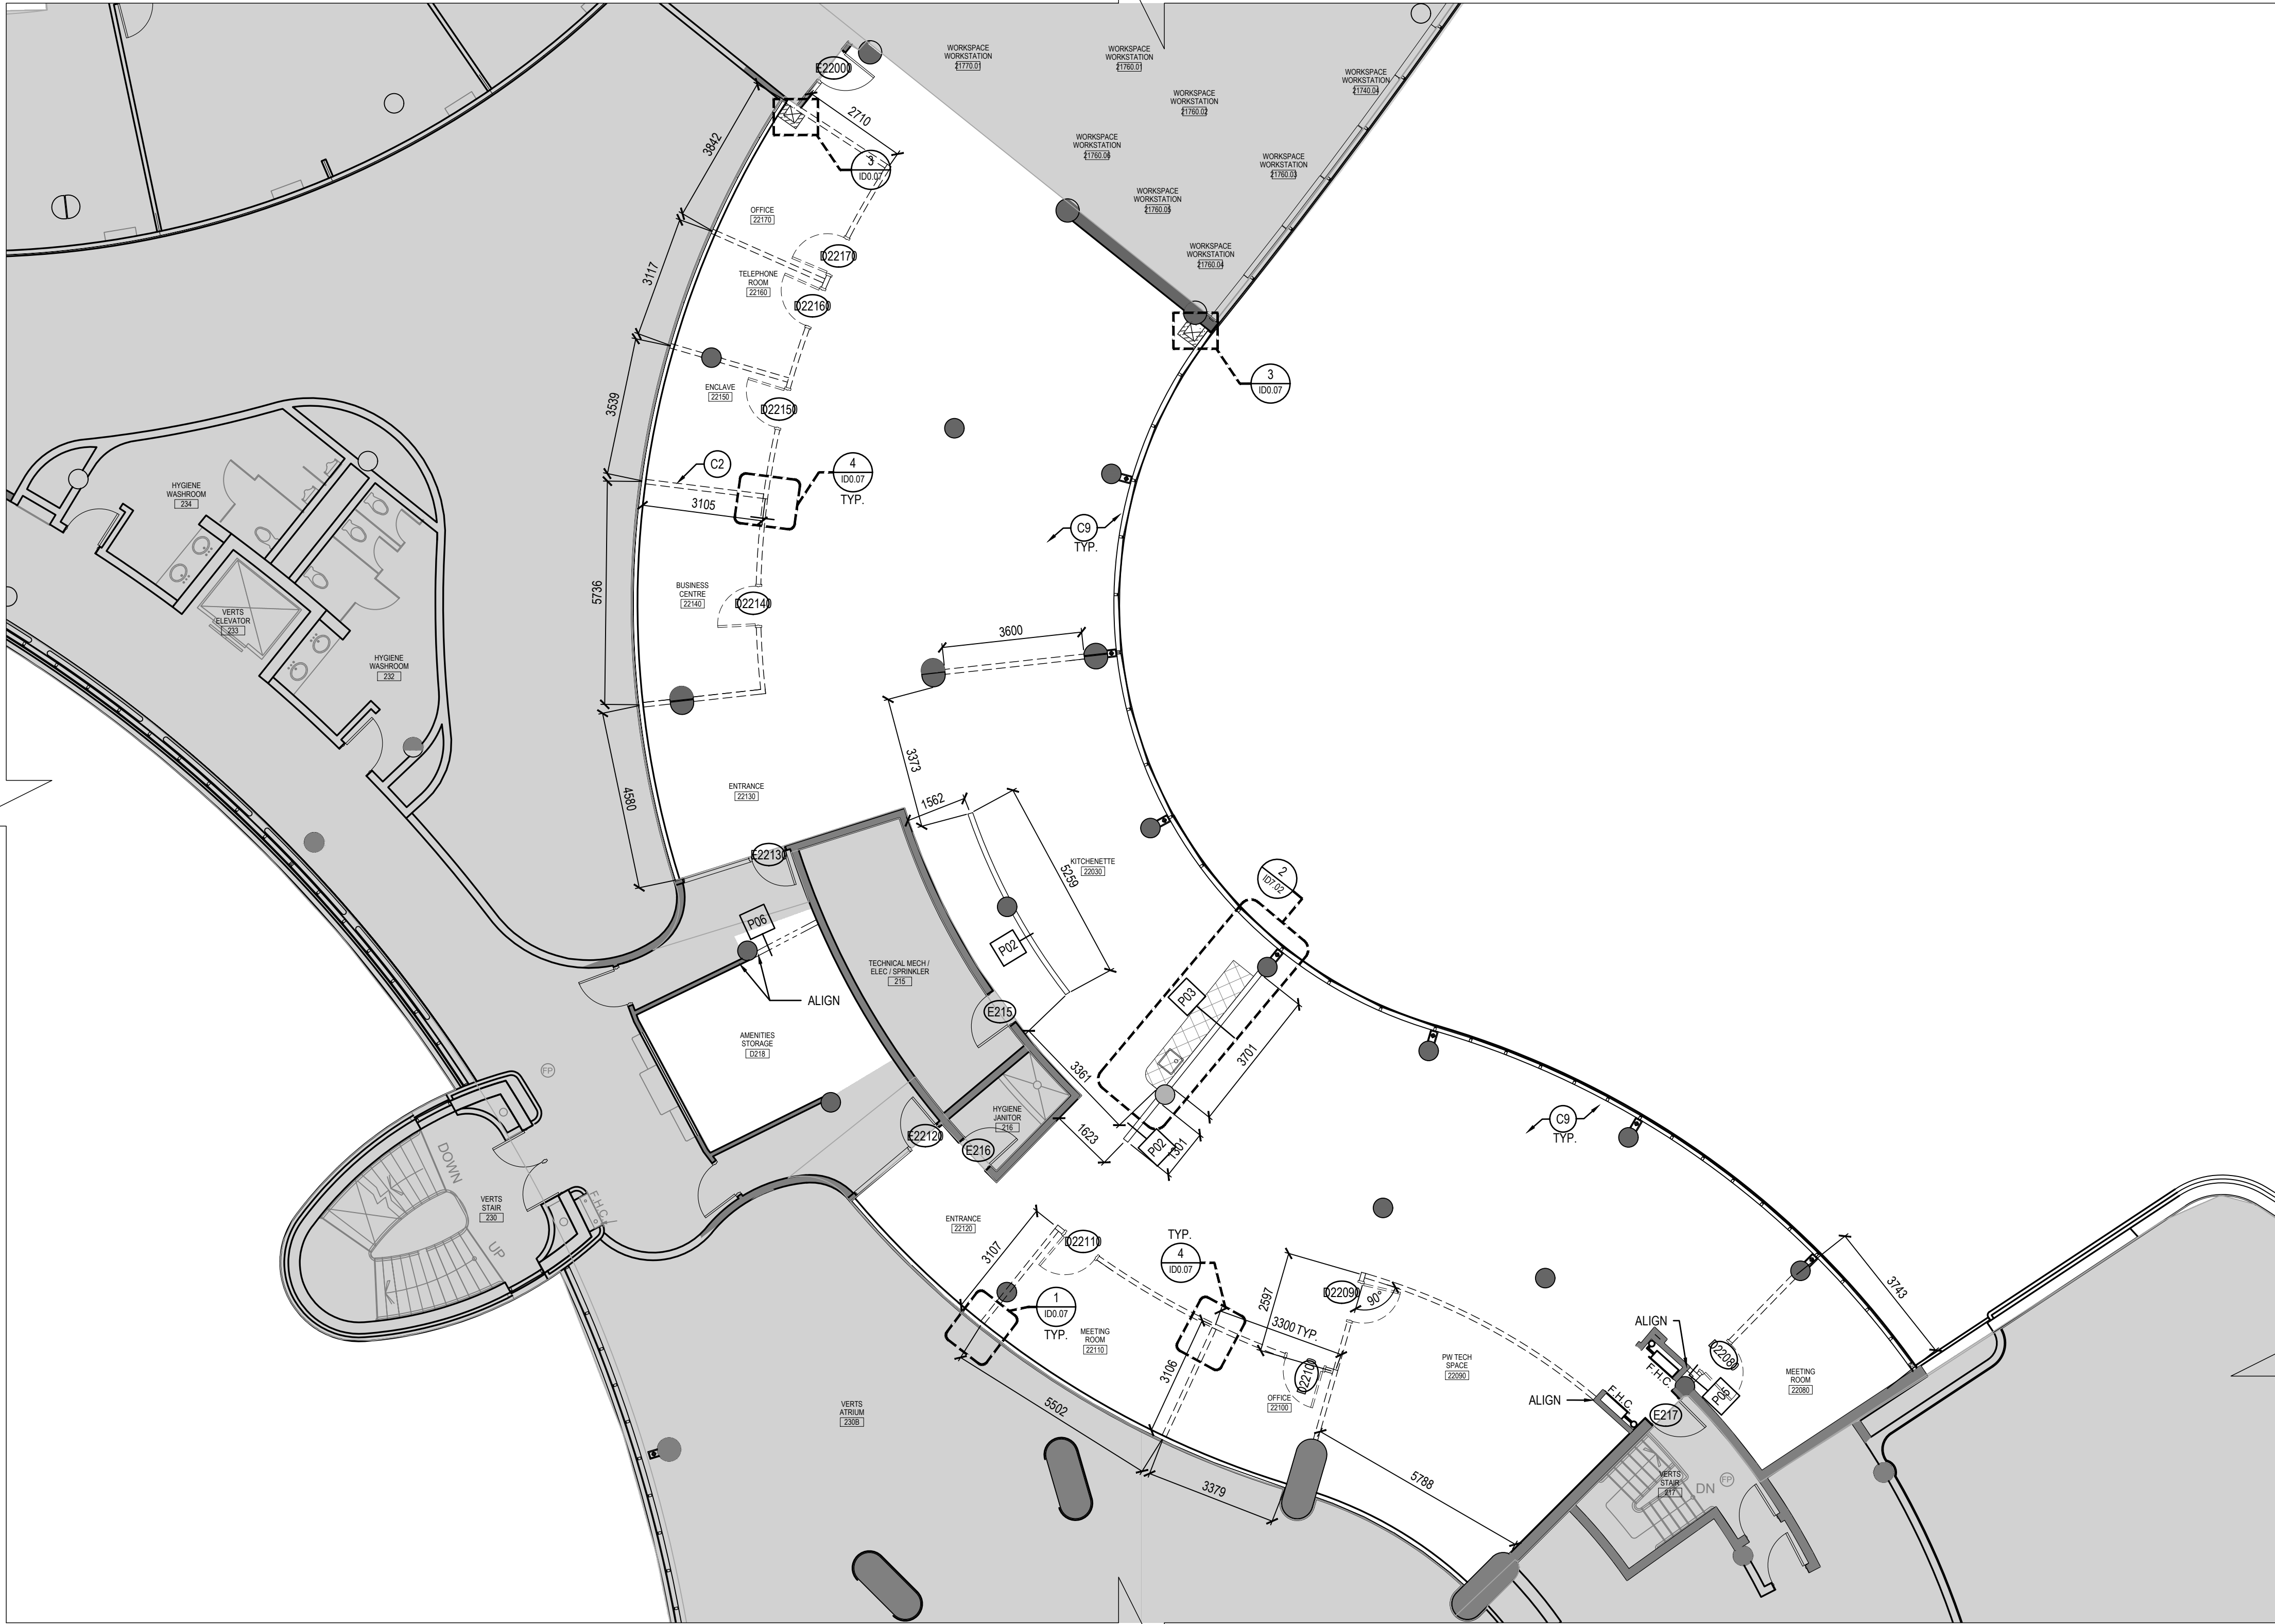 WORKSPACE
WORKSTATION
21770.01
WORKSPACE
WORKSTATION
21760.01
WORKSPACE
WORKSTATION
21740.04
WORKSPACE
WORKSTATION
21760.02
WORKSPACE
WORKSTATION
21760.06
WORKSPACE
WORKSTATION
21760.03
WORKSPACE
WORKSTATION
21760.05
WORKSPACE
WORKSTATION
21760.04
E22000
2710
3842
3
ID0.07
OFFICE
22170
D22170
3117
TELEPHONE
ROOM
22160
D22160
3
ID0.07
3539
ENCLAVE
22150
D22150
C2
4
ID0.07
TYP.
3105
C9
TYP.
HYGIENE
WASHROOM
234
VERTS
ELEVATOR
233
HYGIENE
WASHROOM
232
5736
BUSINESS
CENTRE
22140
D22140
3600
3373
4580
ENTRANCE
22130
1562
E22130
KITCHENETTE
22030
5259
2
ID7.02
P06
P02
TECHNICAL MECH /
ELEC / SPRINKLER
215
ALIGN
P03
E215
AMENITIES
STORAGE
D218
3701
3361
FP
HYGIENE
JANITOR
216
E22120
E216
1623
P02
1301
C9
TYP.
DOWN
VERTS
STAIR
230
F.H.C.
UP
ENTRANCE
22120
3107
D22110
TYP.
4
ID0.07
1
ID0.07
TYP.
MEETING
ROOM
22110
2597
D22090
90°
3300 TYP.
3743
ALIGN
D22080
3106
D22100
PW TECH
SPACE
22090
F.H.C.
MEETING
ROOM
22080
P05
OFFICE
22100
ALIGN
F.H.C.
E217
VERTS
ATRIUM
230B
5502
3379
5788
VERTS
STAIR
217
DN
FP